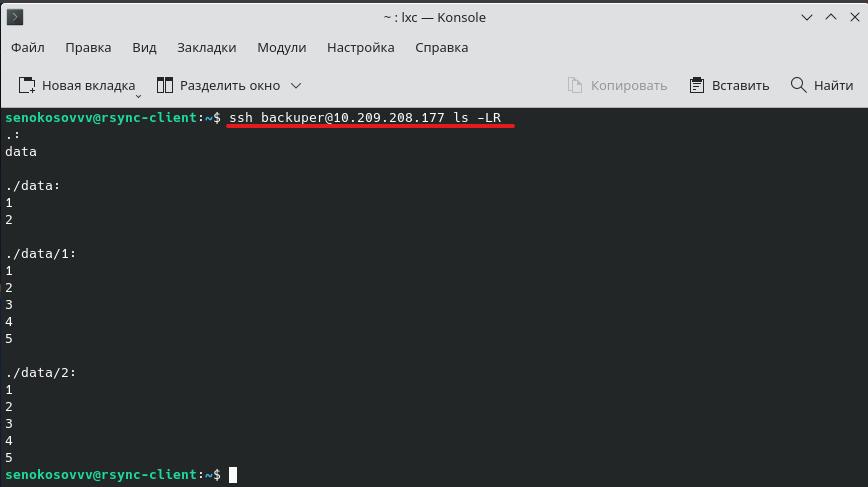 ~ : lxc — Konsole
Файл Правка Вид Закладки Модули Настройка Справка
Новая вкладка Разделить окно Копировать Вставить Найти
senokosovvv@rsync-client:~$ ssh backuper@10.209.208.177 ls -LR
.:
data
./data:
1
2
./data/1:
1
2
3
4
5
./data/2:
1
2
3
4
5
senokosovvv@rsync-client:~$